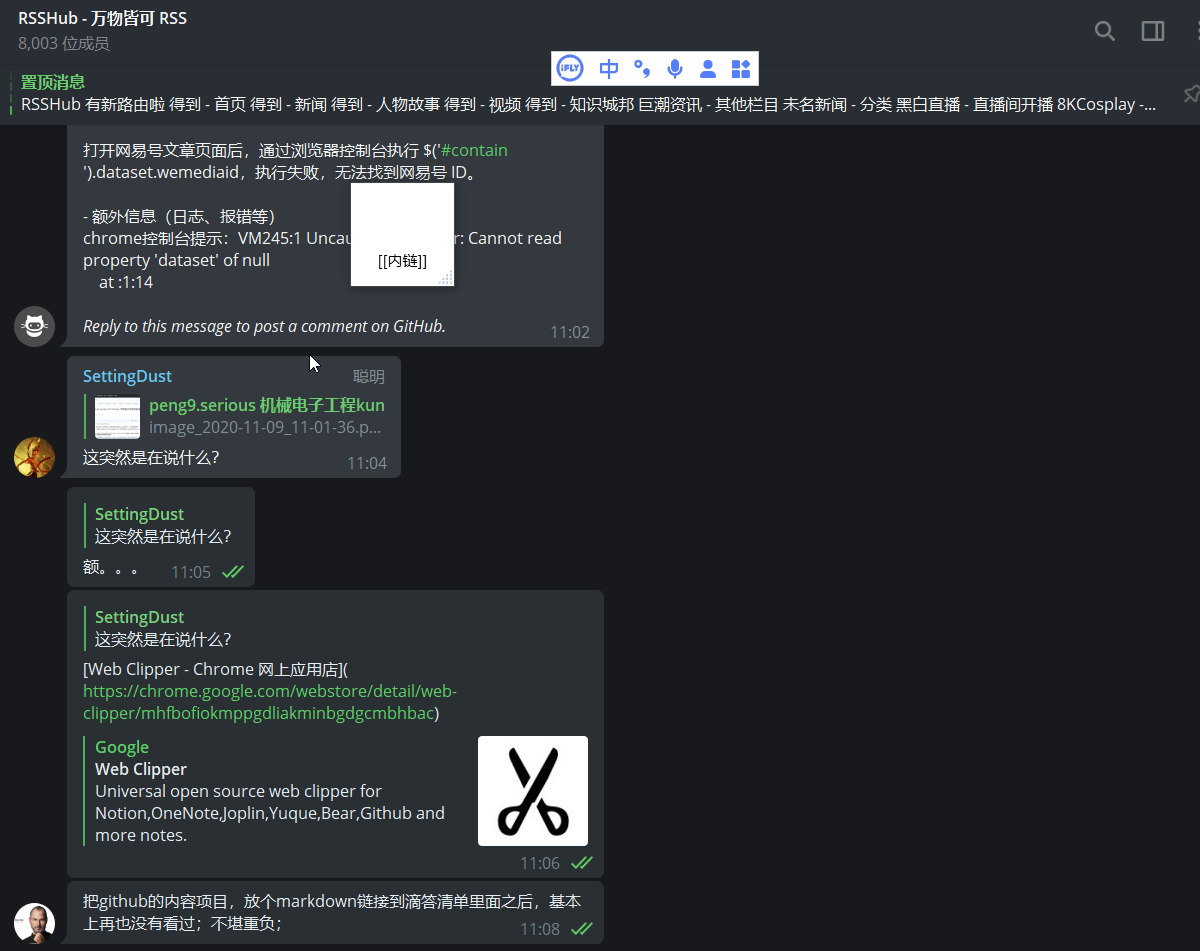 RSSHub - 万物皆可 RSS
8,003 位成员
iFLY 中
置顶消息
RSSHub 有新路由啦 得到 - 首页 得到 - 新闻 得到 - 人物故事 得到 - 视频 得到 - 知识城邦 巨潮资讯 - 其他栏目 未名新闻 - 分类 黑白直播 - 直播间开播 8KCosplay -...
打开网易号文章页面后，通过浏览器控制台执行 $('#contain
').dataset.wemediaid，执行失败，无法找到网易号 ID。
- 额外信息（日志、报错等）
chrome控制台提示：VM245:1 Uncau r: Cannot read
property 'dataset' of null
at :1:14
[[内链]]
Reply to this message to post a comment on GitHub.
11:02
SettingDust 聪明
peng9.serious 机械电子工程kun
image_2020-11-09_11-01-36.p...
这突然是在说什么？
11:04
SettingDust
这突然是在说什么？
额。。。 11:05
SettingDust
这突然是在说什么？
[Web Clipper - Chrome 网上应用店](
https://chrome.google.com/webstore/detail/web-
clipper/mhfbofiokmppgdliakminbgdgcmbhbac)
Google
Web Clipper
Universal open source web clipper for
Notion,OneNote,Joplin,Yuque,Bear,Github and
more notes.
11:06
把github的内容项目，放个markdown链接到滴答清单里面之后，基本
上再也没有看过；不堪重负；
11:08